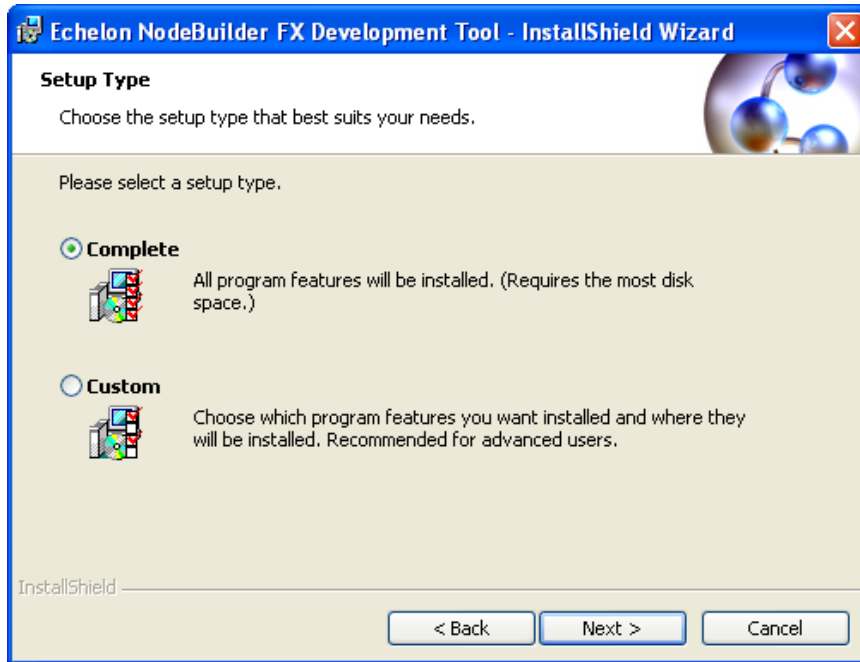 Echelon NodeBuilder FX Development Tool - InstallShield Wizard
Setup Type
Choose the setup type that best suits your needs.
Please select a setup type.
Complete
All program features will be installed. (Requires the most disk
space.)
Custom
Choose which program features you want installed and where they
will be installed. Recommended for advanced users.
InstallShield
< Back
Next >
Cancel